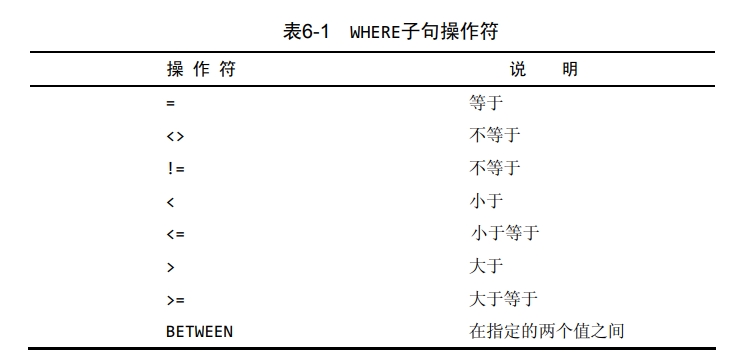 表6-1 WHERE子句操作符
操 作 符 说 明
= 等于
<> 不等于
!= 不等于
< 小于
<= 小于等于
> 大于
>= 大于等于
BETWEEN 在指定的两个值之间